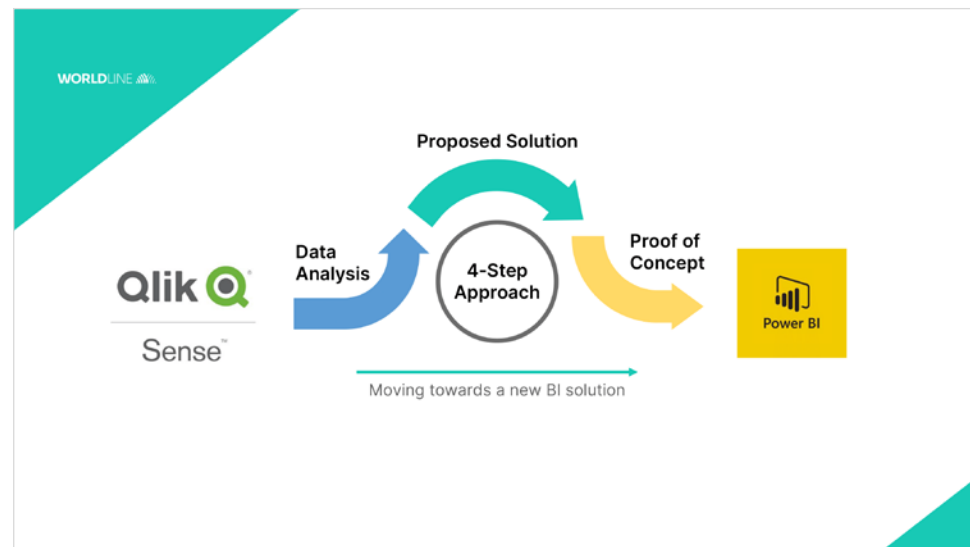 WORLDLINE
Proposed Solution
Data
Analysis
4-Step
Approach
Proof of
Concept
Qlik
®
Sense™
Power BI
Moving towards a new BI solution